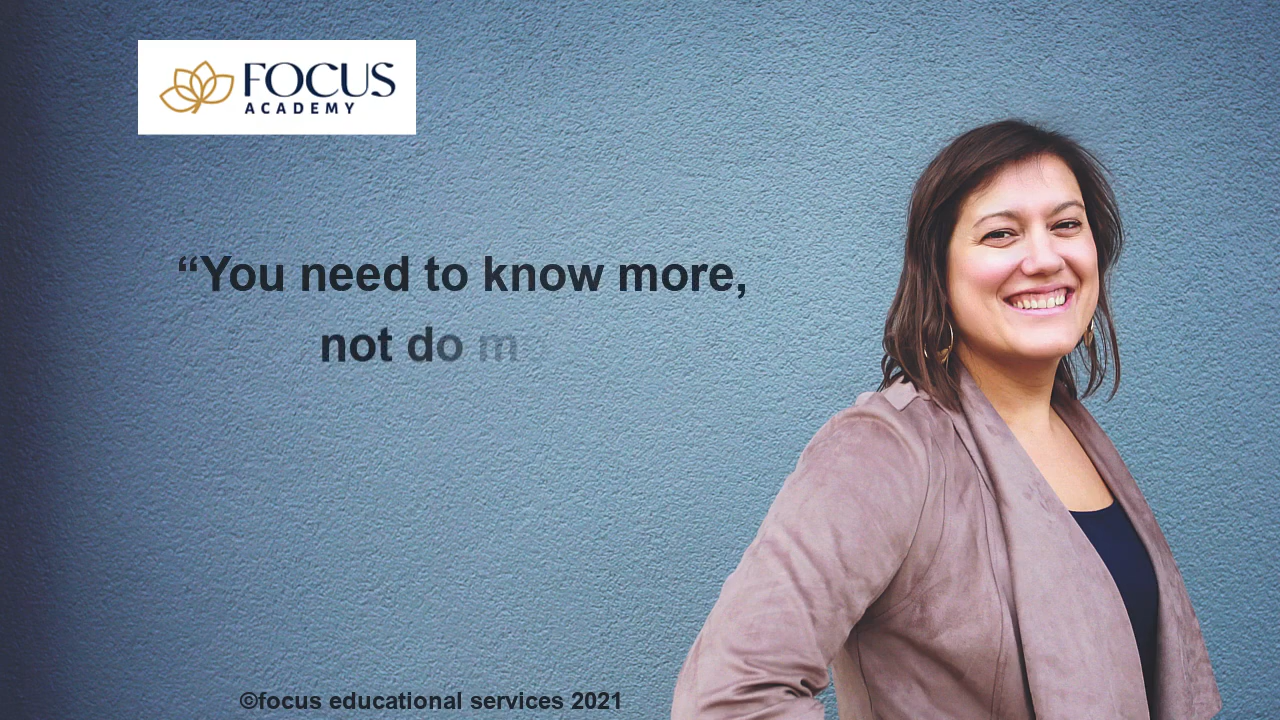 FOCUS
ACADEMY
“You need to know more,
not do m
©focus educational services 2021